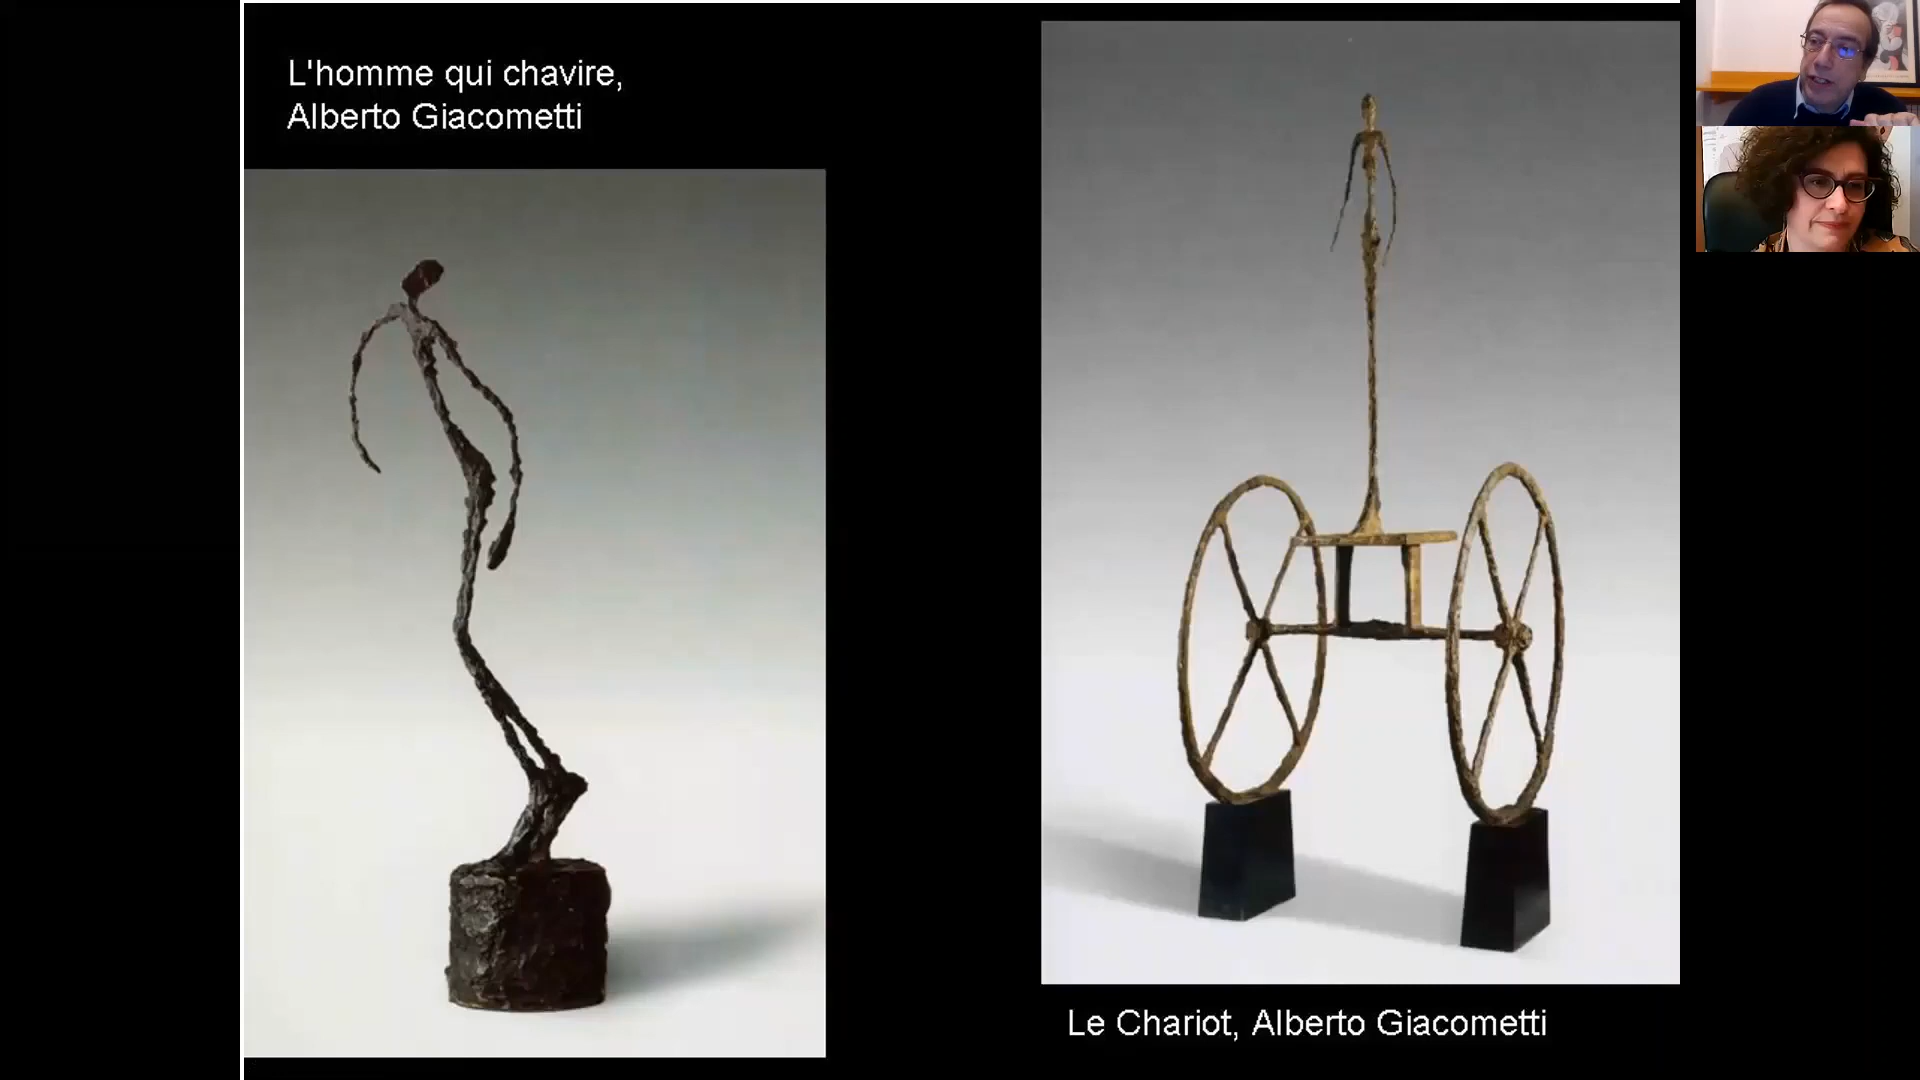 L'homme qui chavire,
Alberto Giacometti
Le Chariot, Alberto Giacometti